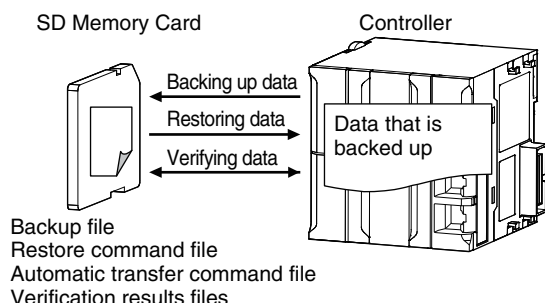 SD Memory Card
Controller
Backing up data
Restoring data
Verifying data
Data that is
backed up
Backup file
Restore command file
Automatic transfer command file
Verification results files